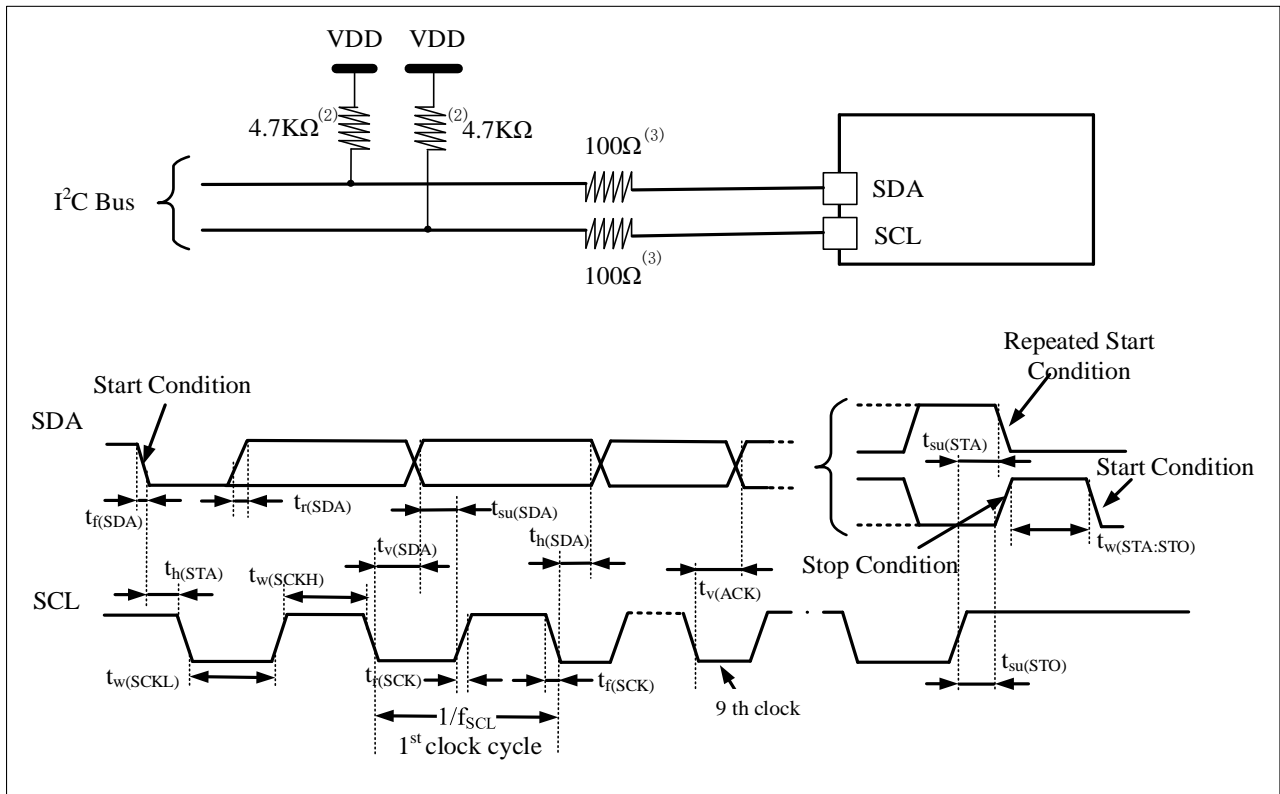 VDD VDD
4.7KΩ(2) (2)4.7KΩ
100Ω(3)
I2C Bus
SDA
SCL
100Ω(3)
Repeated Start
Condition
Start Condition
SDA
tsu(STA)
Start Condition
tf(SDA)
tr(SDA)
tsu(SDA)
tv(SDA)
th(SDA)
tw(STA:STO)
Stop Condition
th(STA)
tw(SCKH)
tv(ACK)
SCL
tw(SCKL)
tr(SCK)
tf(SCK)
tsu(STO)
9 th clock
1/fSCL
1st clock cycle